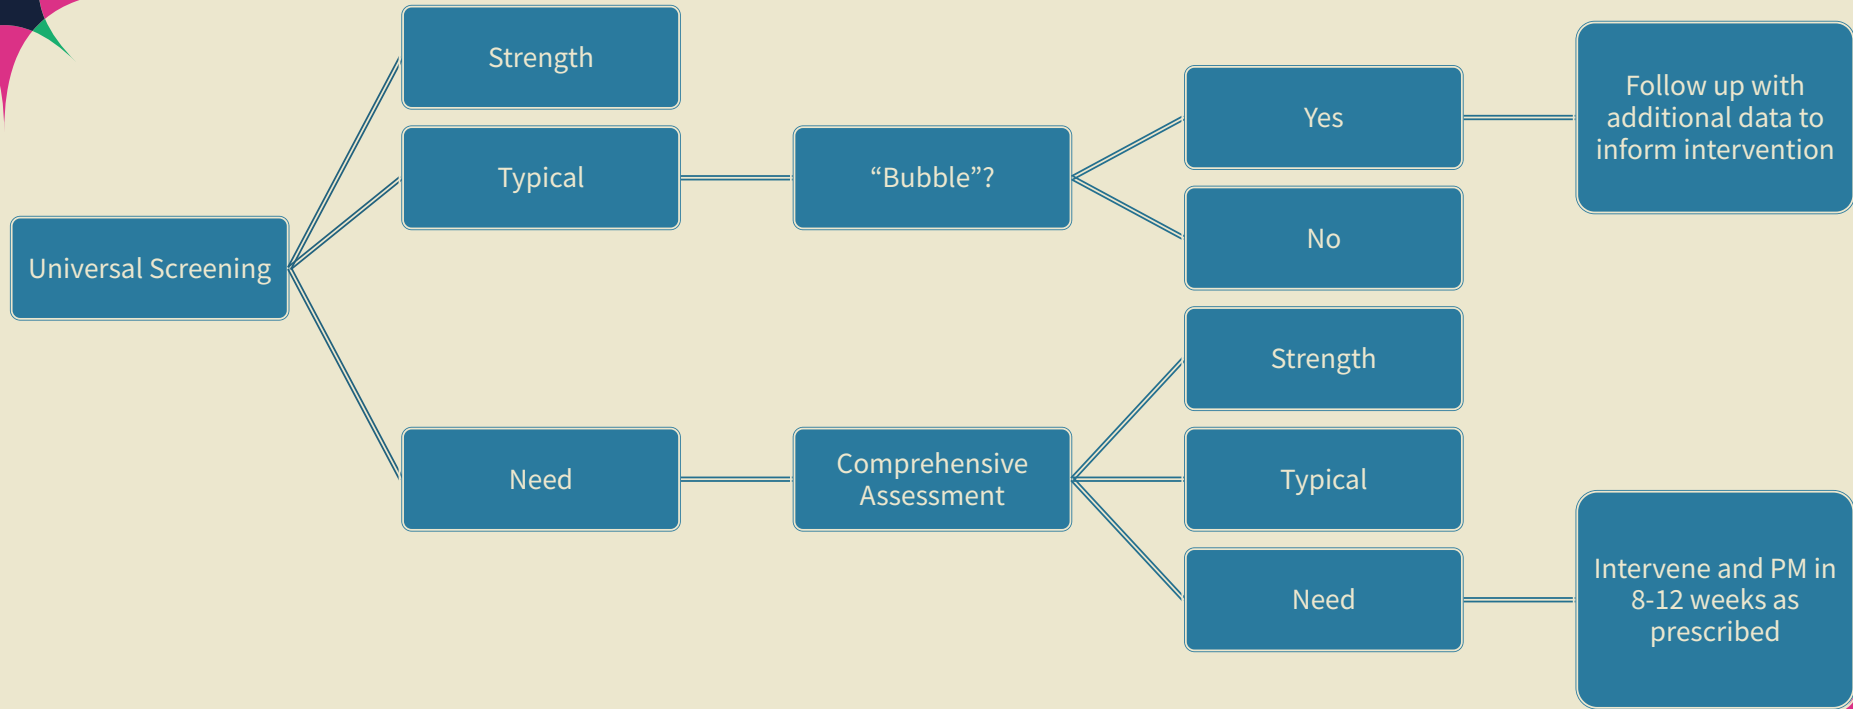 Universal Screening
Strength
Typical
Need
“Bubble”?
Comprehensive
Assessment
Yes
No
Strength
Typical
Need
Follow up with
additional data to
inform intervention
Intervene and PM in
8-12 weeks as
prescribed